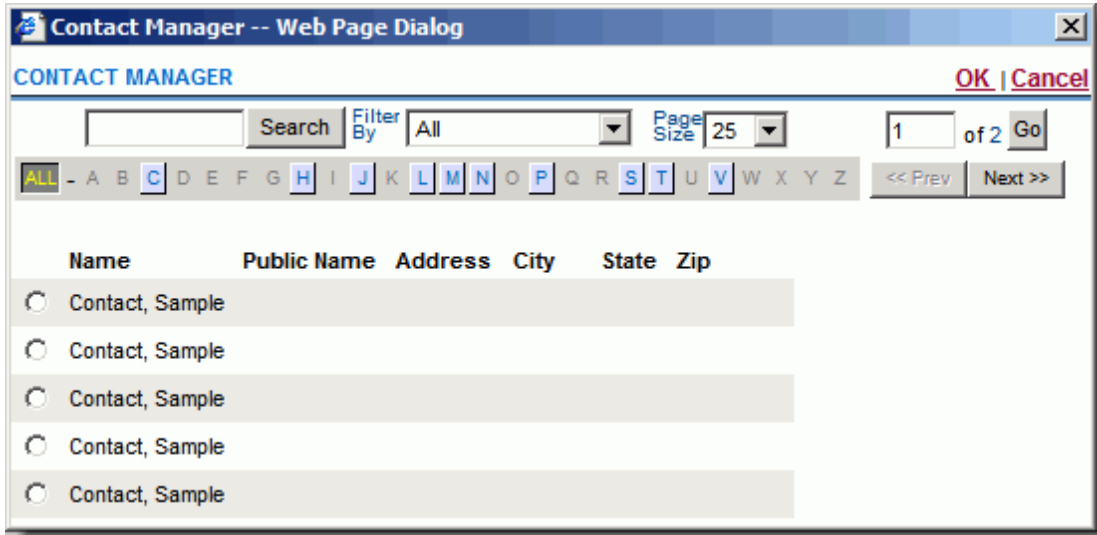 Contact Manager -- Web Page Dialog
CONTACT MANAGER
OK | Cancel
Search Filter By All Page Size 25 1 of 2 Go
ALL - A B C D E F G H I J K L M N O P Q R S T U V W X Y Z << Prev Next >>
Name Public Name Address City State Zip
Contact, Sample
Contact, Sample
Contact, Sample
Contact, Sample
Contact, Sample